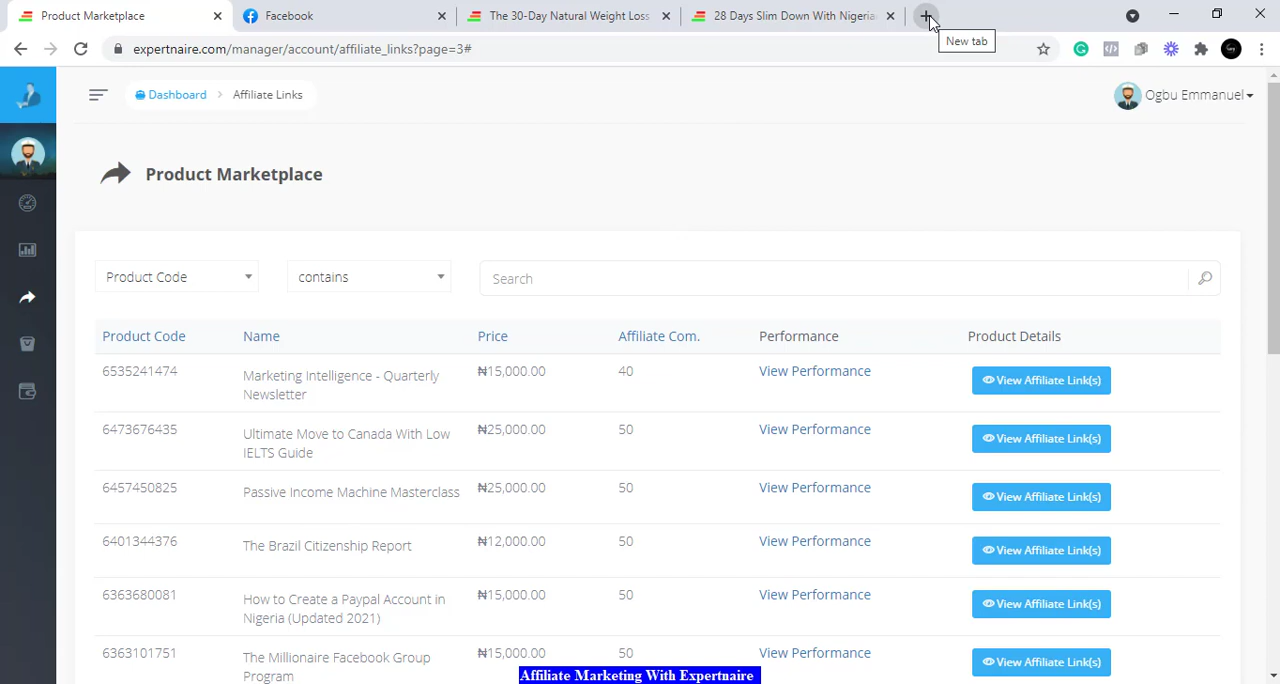 Product Marketplace
Facebook
The 30-Day Natural Weight Loss
28 Days Slim Down With Nigeria
New tab
expertnaire.com/manager/account/affiliate_links?page=3#
Dashboard > Affiliate Links
Ogbu Emmanuel
Product Marketplace
Product Code
contains
Search
Product Code Name Price Affiliate Com. Performance Product Details
6535241474 Marketing Intelligence - Quarterly ₦15,000.00 40 View Performance View Affiliate Link(s)
Newsletter
6473676435 Ultimate Move to Canada With Low ₦25,000.00 50 View Performance View Affiliate Link(s)
IELTS Guide
6457450825 Passive Income Machine Masterclass ₦25,000.00 50 View Performance View Affiliate Link(s)
6401344376 The Brazil Citizenship Report ₦12,000.00 50 View Performance View Affiliate Link(s)
6363680081 How to Create a Paypal Account in ₦15,000.00 50 View Performance View Affiliate Link(s)
Nigeria (Updated 2021)
6363101751 The Millionaire Facebook Group ₦15,000.00 50 View Performance View Affiliate Link(s)
Program
Affiliate Marketing With Expertnaire